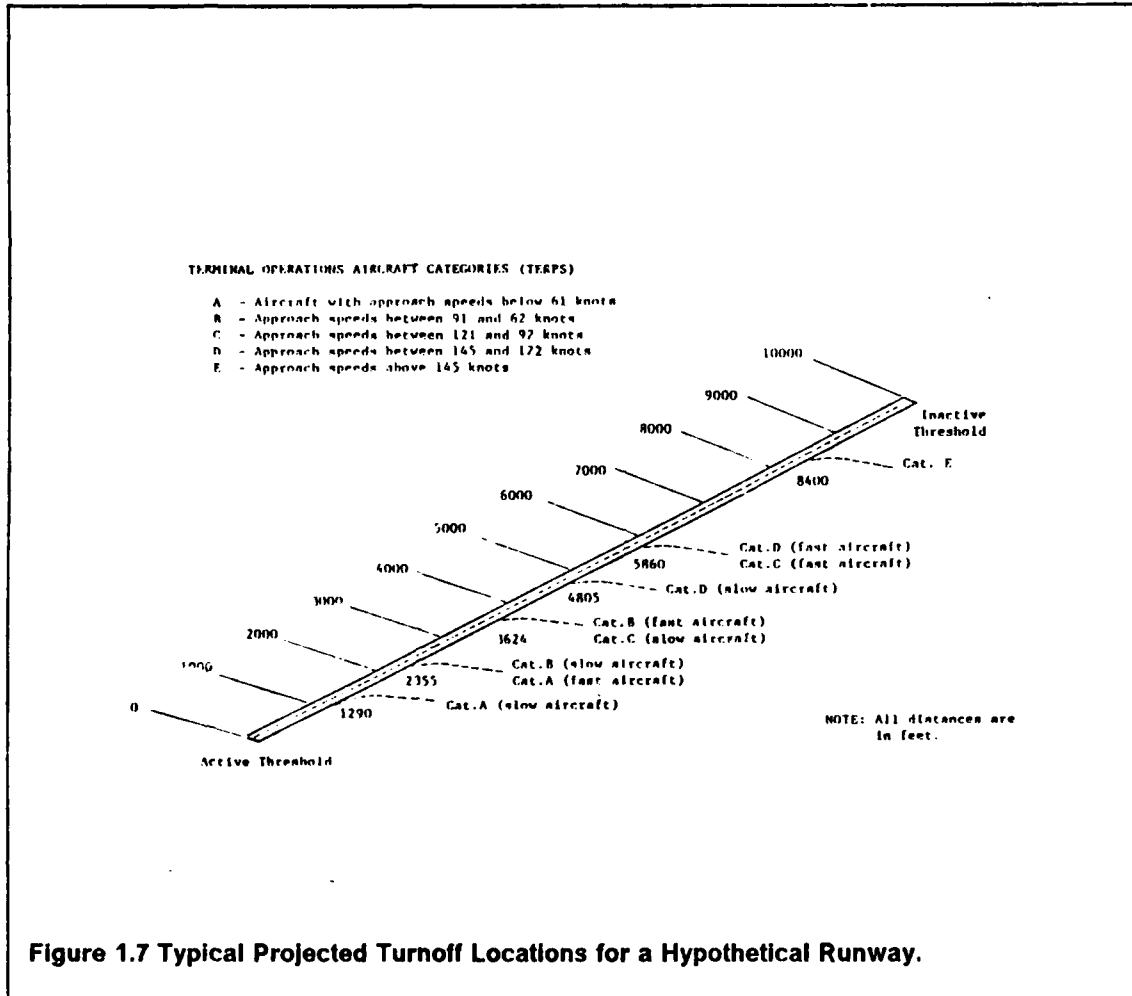 TERMINAL OPERATIONS AIRCRAFT CATEGORIES (TERPS)
A - Aircraft with approach speeds below 61 knots
B - Approach speeds between 91 and 62 knots
C - Approach speeds between 121 and 92 knots
D - Approach speeds between 145 and 172 knots
E - Approach speeds above 145 knots
10000
9000
Inactive
Threshold
8000
Cat. E
7000
8400
6000
5000
Cat.D (fast aircraft)
5860
Cat.C (fast aircraft)
4000
4805
Cat.D (slow aircraft)
3000
Cat.B (fast aircraft)
3624
Cat.C (slow aircraft)
2000
Cat.B (slow aircraft)
1000
2355
Cat.A (fast aircraft)
0
1290
Cat.A (slow aircraft)
NOTE: All distances are
in feet.
Active Threshold
Figure 1.7 Typical Projected Turnoff Locations for a Hypothetical Runway.